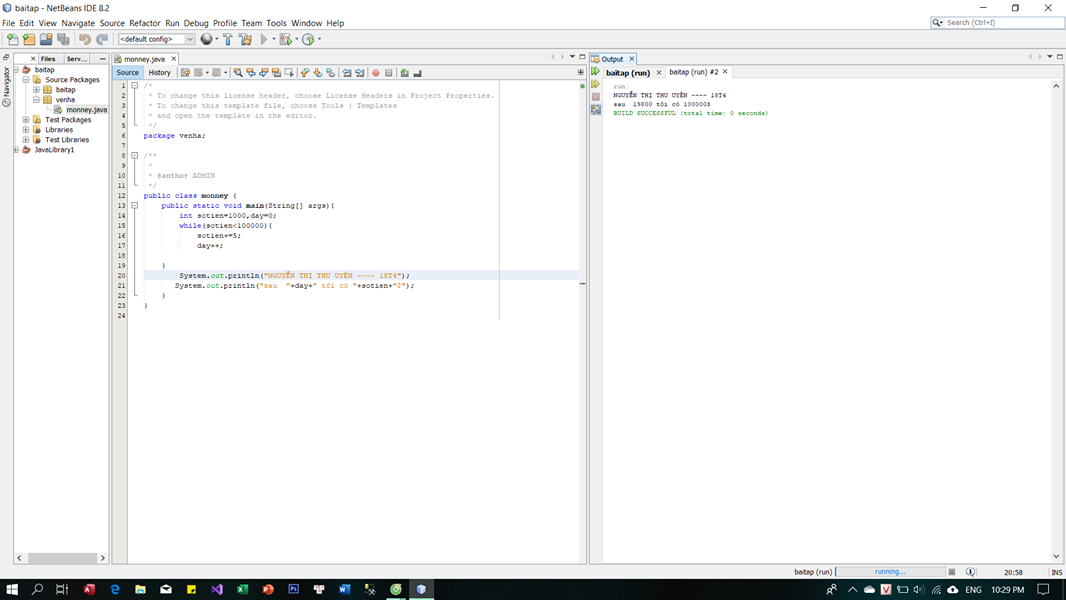 baitap - NetBeans IDE 8.2
File Edit View Navigate Source Refactor Run Debug Profile Team Tools Window Help
Search (Ctrl+I)
<default config>
Files Serv...
monney.java
Output
Navigator
Source History
baitap (run) baitap (run) #2
baitap
Source Packages
baitap
venha
monney.java
Test Packages
Libraries
Test Libraries
JavaLibrary1
1 /*
2 * To change this license header, choose License Headers in Project Properties.
3 * To change this template file, choose Tools | Templates
4 * and open the template in the editor.
5 */
6 package venha;
7
8 /**
9 *
10 * @author ADMIN
11 */
12 public class monney {
13 public static void main(String[] args){
14 int sotien=1000,day=0;
15 while(sotien<100000){
16 sotien+=5;
17 day++;
18
19 }
20 System.out.println("NGUYỄN THỊ THU UYÊN ---- 18T4");
21 System.out.println("sau "+day+" tôi có "+sotien+"$");
22 }
23 }
24
run:
NGUYỄN THỊ THU UYÊN ---- 18T4
sau 19800 tôi có 100000$
BUILD SUCCESSFUL (total time: 0 seconds)
baitap (run) running... 20:58 INS
ENG 10:29 PM